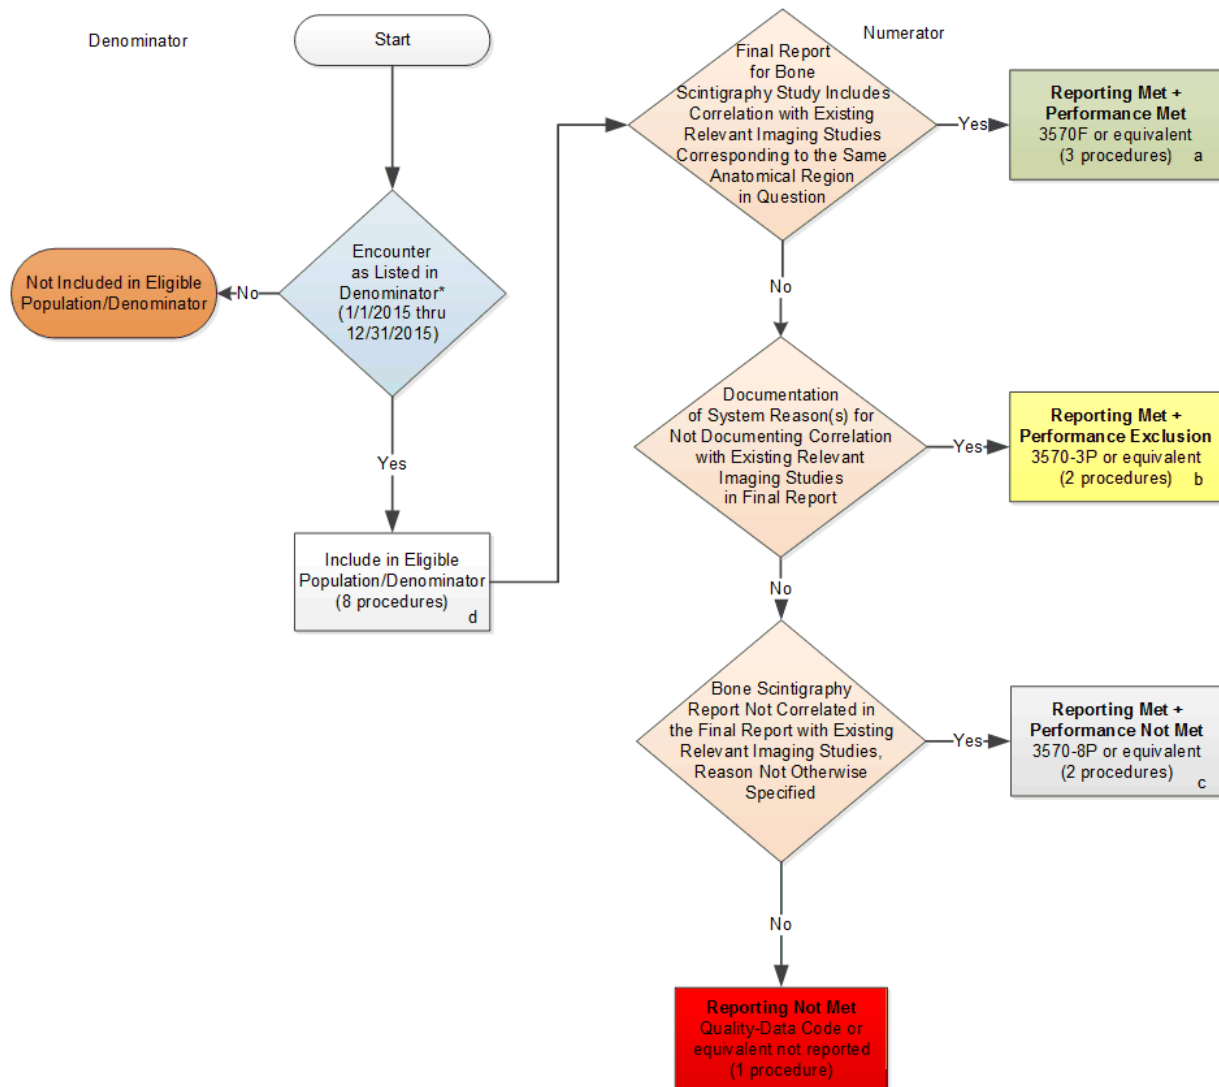 Denominator
Start
Encounter
as Listed in
Denominator*
(1/1/2015 thru
12/31/2015)
No
Not Included in Eligible
Population/Denominator
Yes
Include in Eligible
Population/Denominator
(8 procedures)
d
Numerator
Final Report
for Bone
Scintigraphy Study Includes
Correlation with Existing
Relevant Imaging Studies
Corresponding to the Same
Anatomical Region
in Question
Yes
Reporting Met +
Performance Met
3570F or equivalent
(3 procedures)
a
No
Documentation
of System Reason(s) for
Not Documenting Correlation
with Existing Relevant
Imaging Studies
in Final Report
Yes
Reporting Met +
Performance Exclusion
3570-3P or equivalent
(2 procedures)
b
No
Bone Scintigraphy
Report Not Correlated in
the Final Report with Existing
Relevant Imaging Studies,
Reason Not Otherwise
Specified
Yes
Reporting Met +
Performance Not Met
3570-8P or equivalent
(2 procedures)
c
No
Reporting Not Met
Quality-Data Code or
equivalent not reported
(1 procedure)